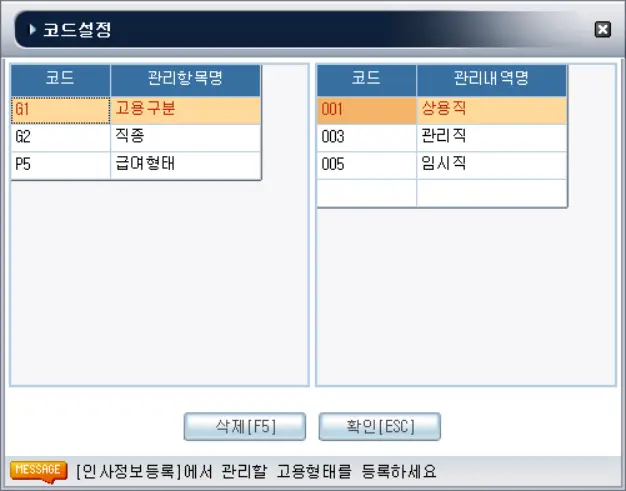 코드설정
코드 관리항목명
G1 고용구분
G2 직종
P5 급여형태
코드 관리내역명
001 상용직
003 관리직
005 임시직
삭제[F5] 확인[ESC]
MESSAGE [인사정보등록]에서 관리할 고용형태를 등록하세요